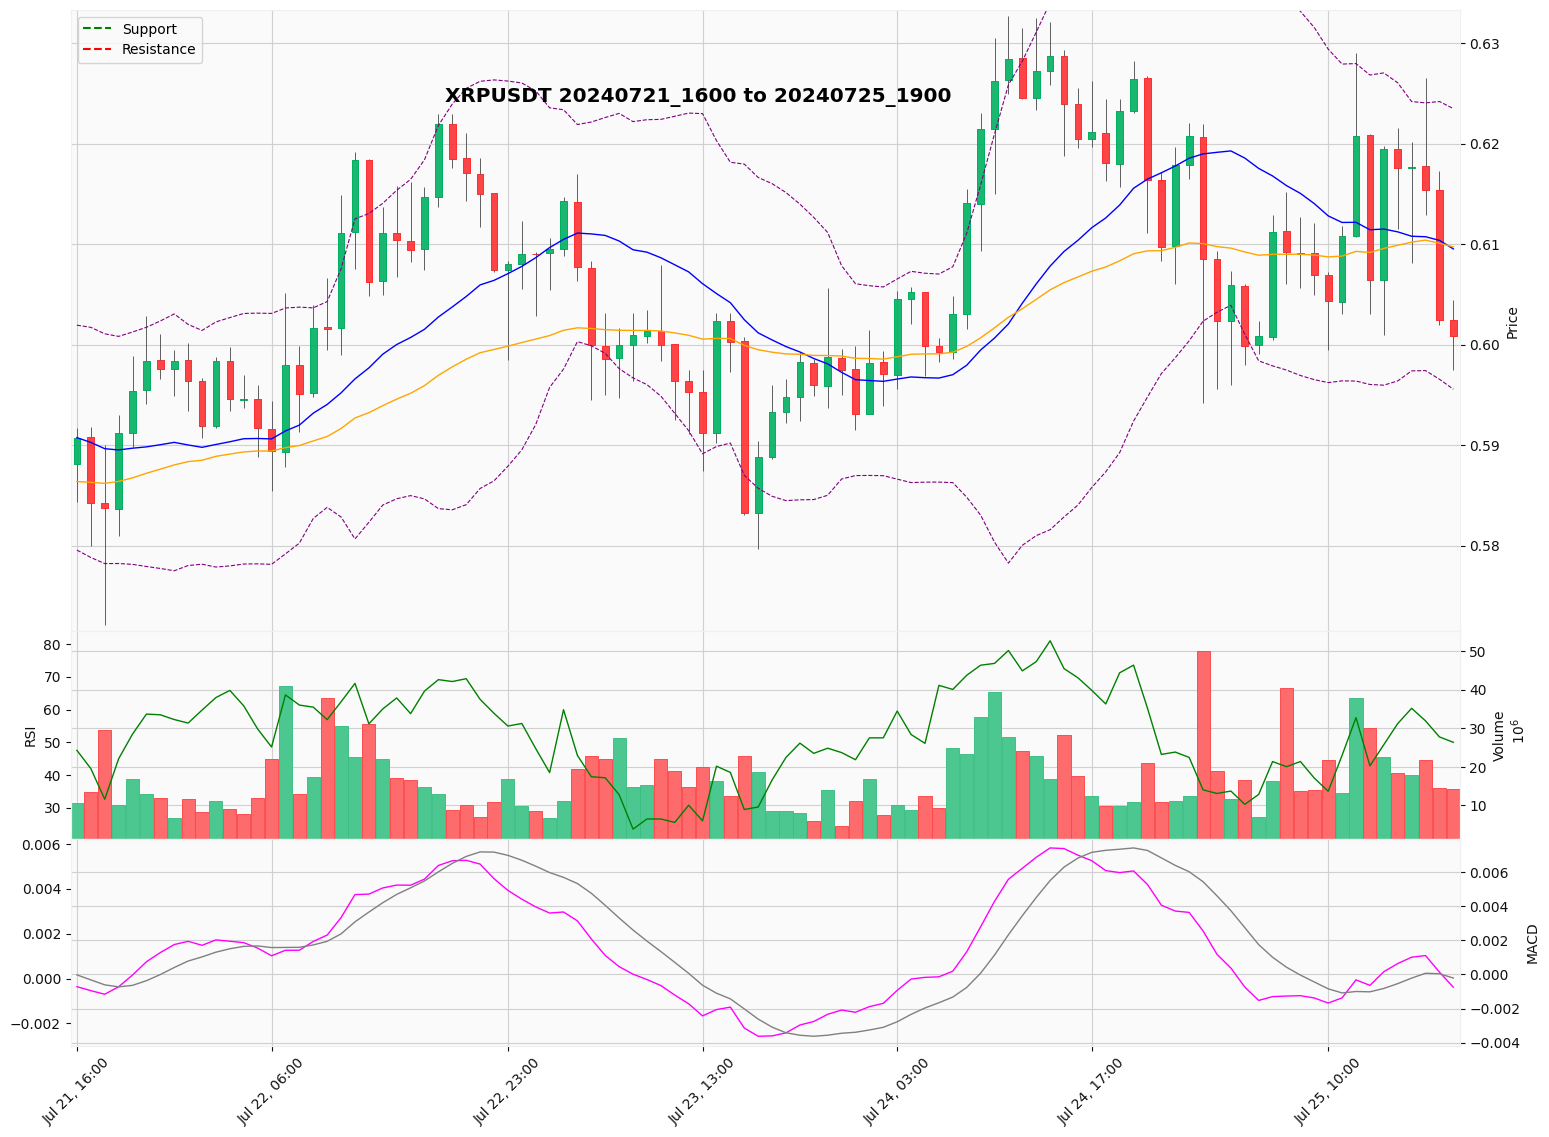 Support
Resistance
XRPUSDT 20240721_1600 to 20240725_1900
0.63
0.62
0.61
0.60
0.59
0.58
Price
80
70
60
50
40
30
RSI
50
40
30
20
10
Volume
10^6
0.006
0.004
0.002
0.000
−0.002
0.006
0.004
0.002
0.000
−0.002
−0.004
MACD
Jul 21, 16:00
Jul 22, 06:00
Jul 22, 23:00
Jul 23, 13:00
Jul 24, 03:00
Jul 24, 17:00
Jul 25, 10:00